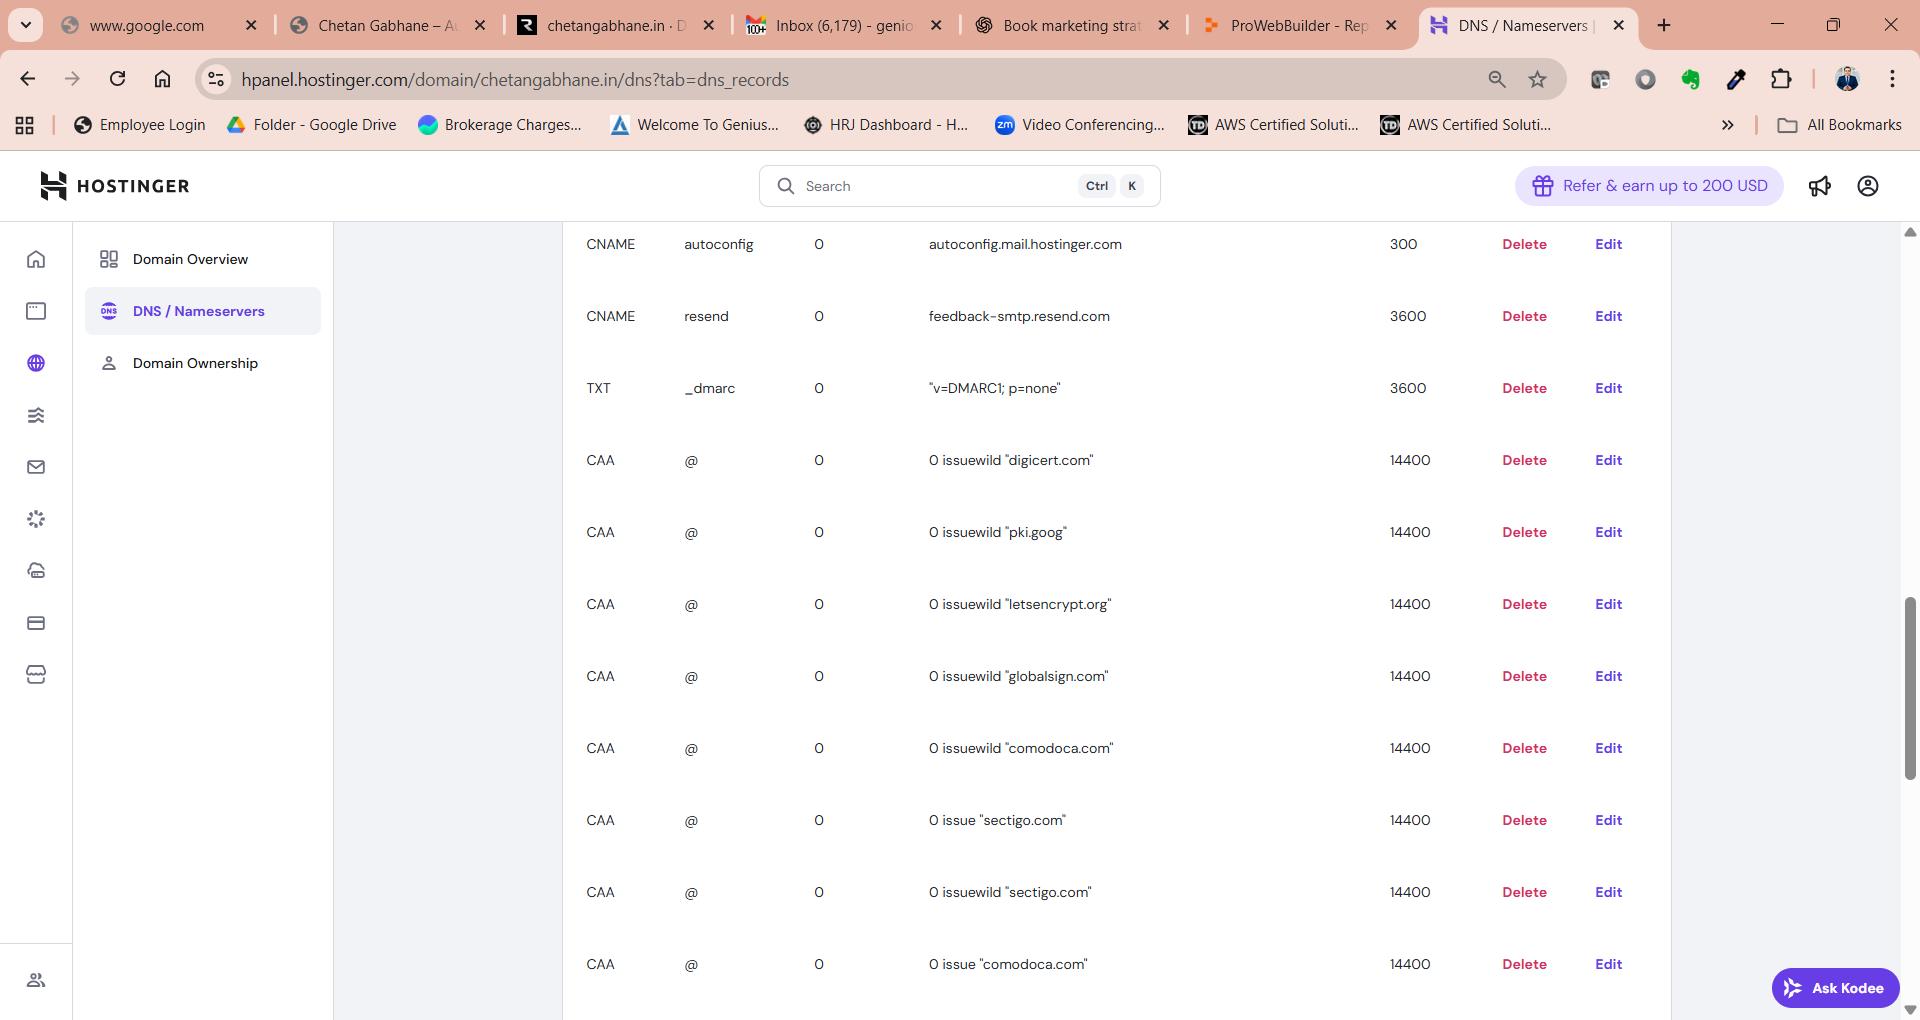 www.google.com
Chetan Gabhane – Au
chetangabhane.in · D
Inbox (6,179) - genio
Book marketing strat
ProWebBuilder - Rep
DNS / Nameservers |
hpanel.hostinger.com/domain/chetangabhane.in/dns?tab=dns_records
Employee Login
Folder - Google Drive
Brokerage Charges...
Welcome To Genius...
HRJ Dashboard - H...
Video Conferencing...
AWS Certified Soluti...
AWS Certified Soluti...
All Bookmarks
HOSTINGER
Search
Ctrl K
Refer & earn up to 200 USD
Domain Overview
DNS / Nameservers
Domain Ownership
CNAME autoconfig 0 autoconfig.mail.hostinger.com 300 Delete Edit
CNAME resend 0 feedback-smtp.resend.com 3600 Delete Edit
TXT _dmarc 0 "v=DMARC1; p=none" 3600 Delete Edit
CAA @ 0 0 issuewild "digicert.com" 14400 Delete Edit
CAA @ 0 0 issuewild "pki.goog" 14400 Delete Edit
CAA @ 0 0 issuewild "letsencrypt.org" 14400 Delete Edit
CAA @ 0 0 issuewild "globalsign.com" 14400 Delete Edit
CAA @ 0 0 issuewild "comodoca.com" 14400 Delete Edit
CAA @ 0 0 issue "sectigo.com" 14400 Delete Edit
CAA @ 0 0 issuewild "sectigo.com" 14400 Delete Edit
CAA @ 0 0 issue "comodoca.com" 14400 Delete Edit
Ask Kodee